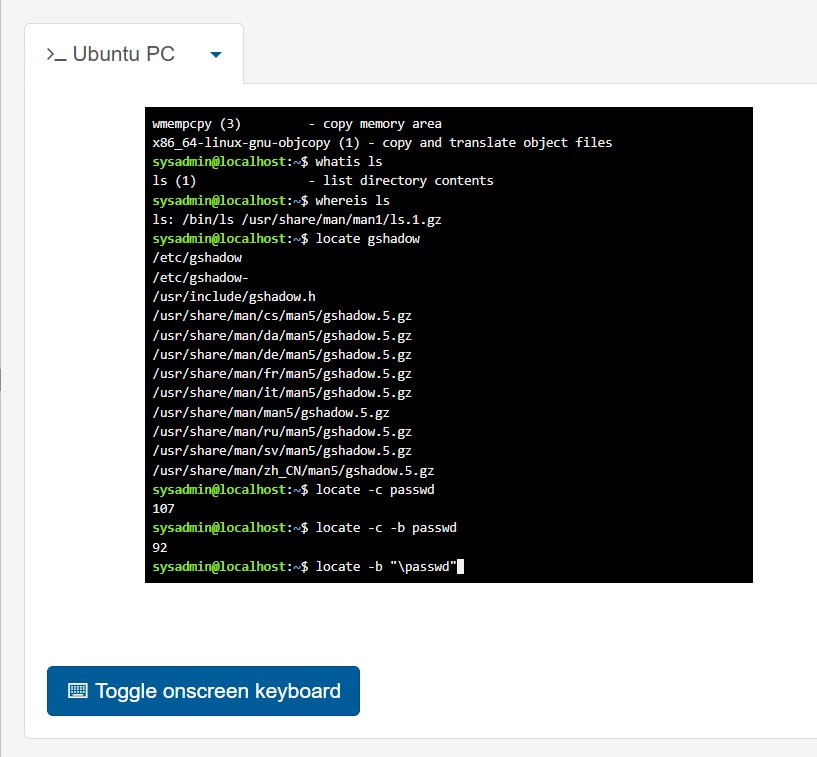 >_ Ubuntu PC
wmempcpy (3)         - copy memory area
x86_64-linux-gnu-objcopy (1) - copy and translate object files
sysadmin@localhost:~$ whatis ls
ls (1)               - list directory contents
sysadmin@localhost:~$ whereis ls
ls: /bin/ls /usr/share/man/man1/ls.1.gz
sysadmin@localhost:~$ locate gshadow
/etc/gshadow
/etc/gshadow-
/usr/include/gshadow.h
/usr/share/man/cs/man5/gshadow.5.gz
/usr/share/man/da/man5/gshadow.5.gz
/usr/share/man/de/man5/gshadow.5.gz
/usr/share/man/fr/man5/gshadow.5.gz
/usr/share/man/it/man5/gshadow.5.gz
/usr/share/man/man5/gshadow.5.gz
/usr/share/man/ru/man5/gshadow.5.gz
/usr/share/man/sv/man5/gshadow.5.gz
/usr/share/man/zh_CN/man5/gshadow.5.gz
sysadmin@localhost:~$ locate -c passwd
107
sysadmin@localhost:~$ locate -c -b passwd
92
sysadmin@localhost:~$ locate -b "\passwd"
Toggle onscreen keyboard